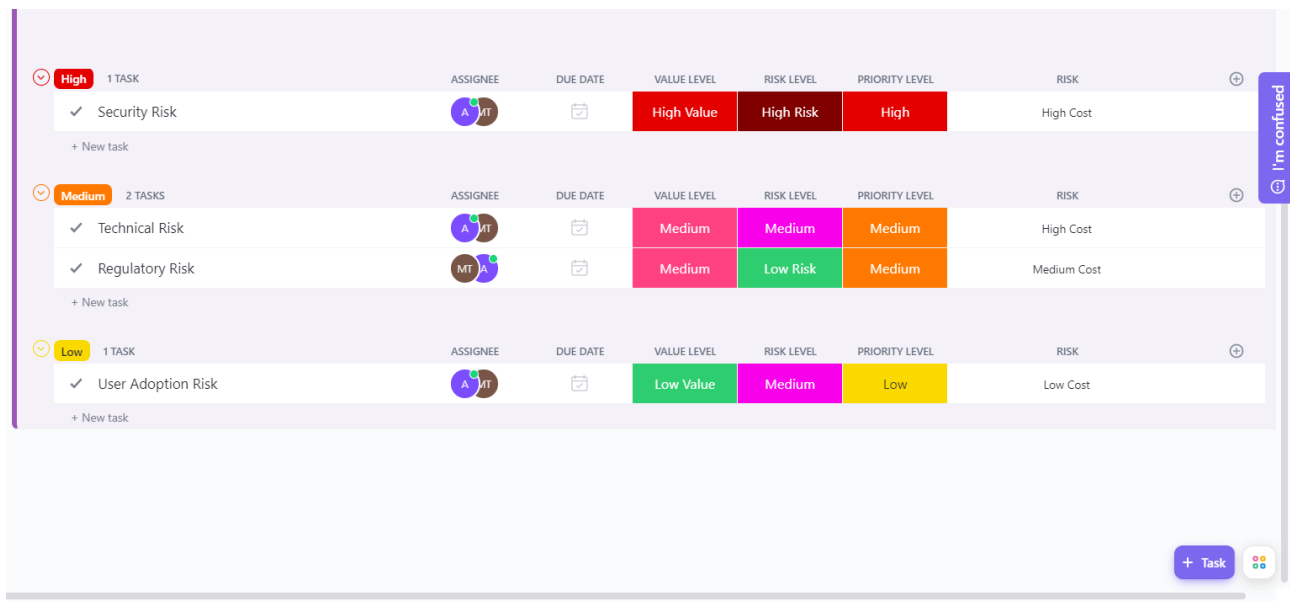 High 1 TASK ASSIGNEE DUE DATE VALUE LEVEL RISK LEVEL PRIORITY LEVEL RISK
Security Risk A MT High Value High Risk High High Cost
+ New task
Medium 2 TASKS ASSIGNEE DUE DATE VALUE LEVEL RISK LEVEL PRIORITY LEVEL RISK
Technical Risk A MT Medium Medium Medium High Cost
Regulatory Risk MT A Medium Low Risk Medium Medium Cost
+ New task
Low 1 TASK ASSIGNEE DUE DATE VALUE LEVEL RISK LEVEL PRIORITY LEVEL RISK
User Adoption Risk A MT Low Value Medium Low Low Cost
+ New task
I'm confused
+ Task